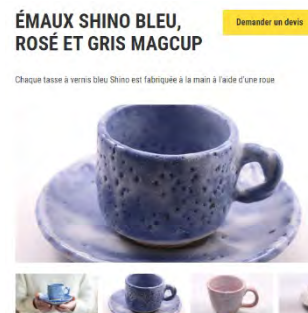 ÉMAUX SHINO BLEU,
ROSÉ ET GRIS MAGCUP
Demander un devis
Chaque tasse à vernis bleu Shino est fabriquée à la main à l'aide d'une roue